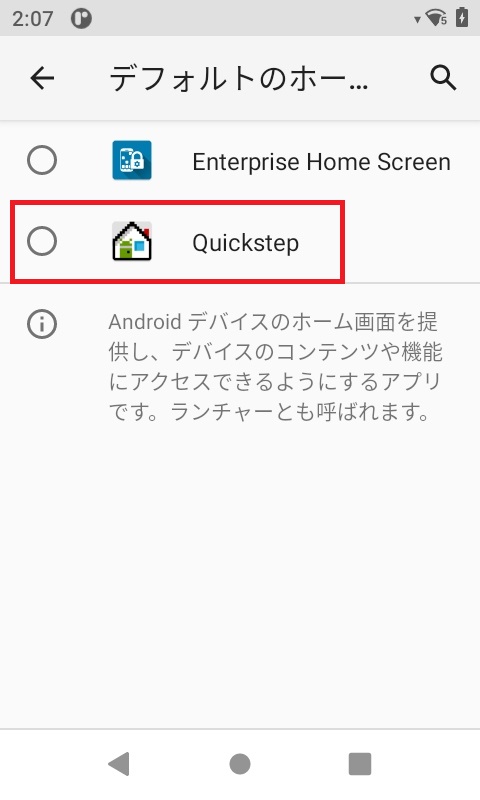 2:07
5
デフォルトのホー…
Enterprise Home Screen
Quickstep
Android デバイスのホーム画面を提
供し、デバイスのコンテンツや機能
にアクセスできるようにするアプリ
です。ランチャーとも呼ばれます。